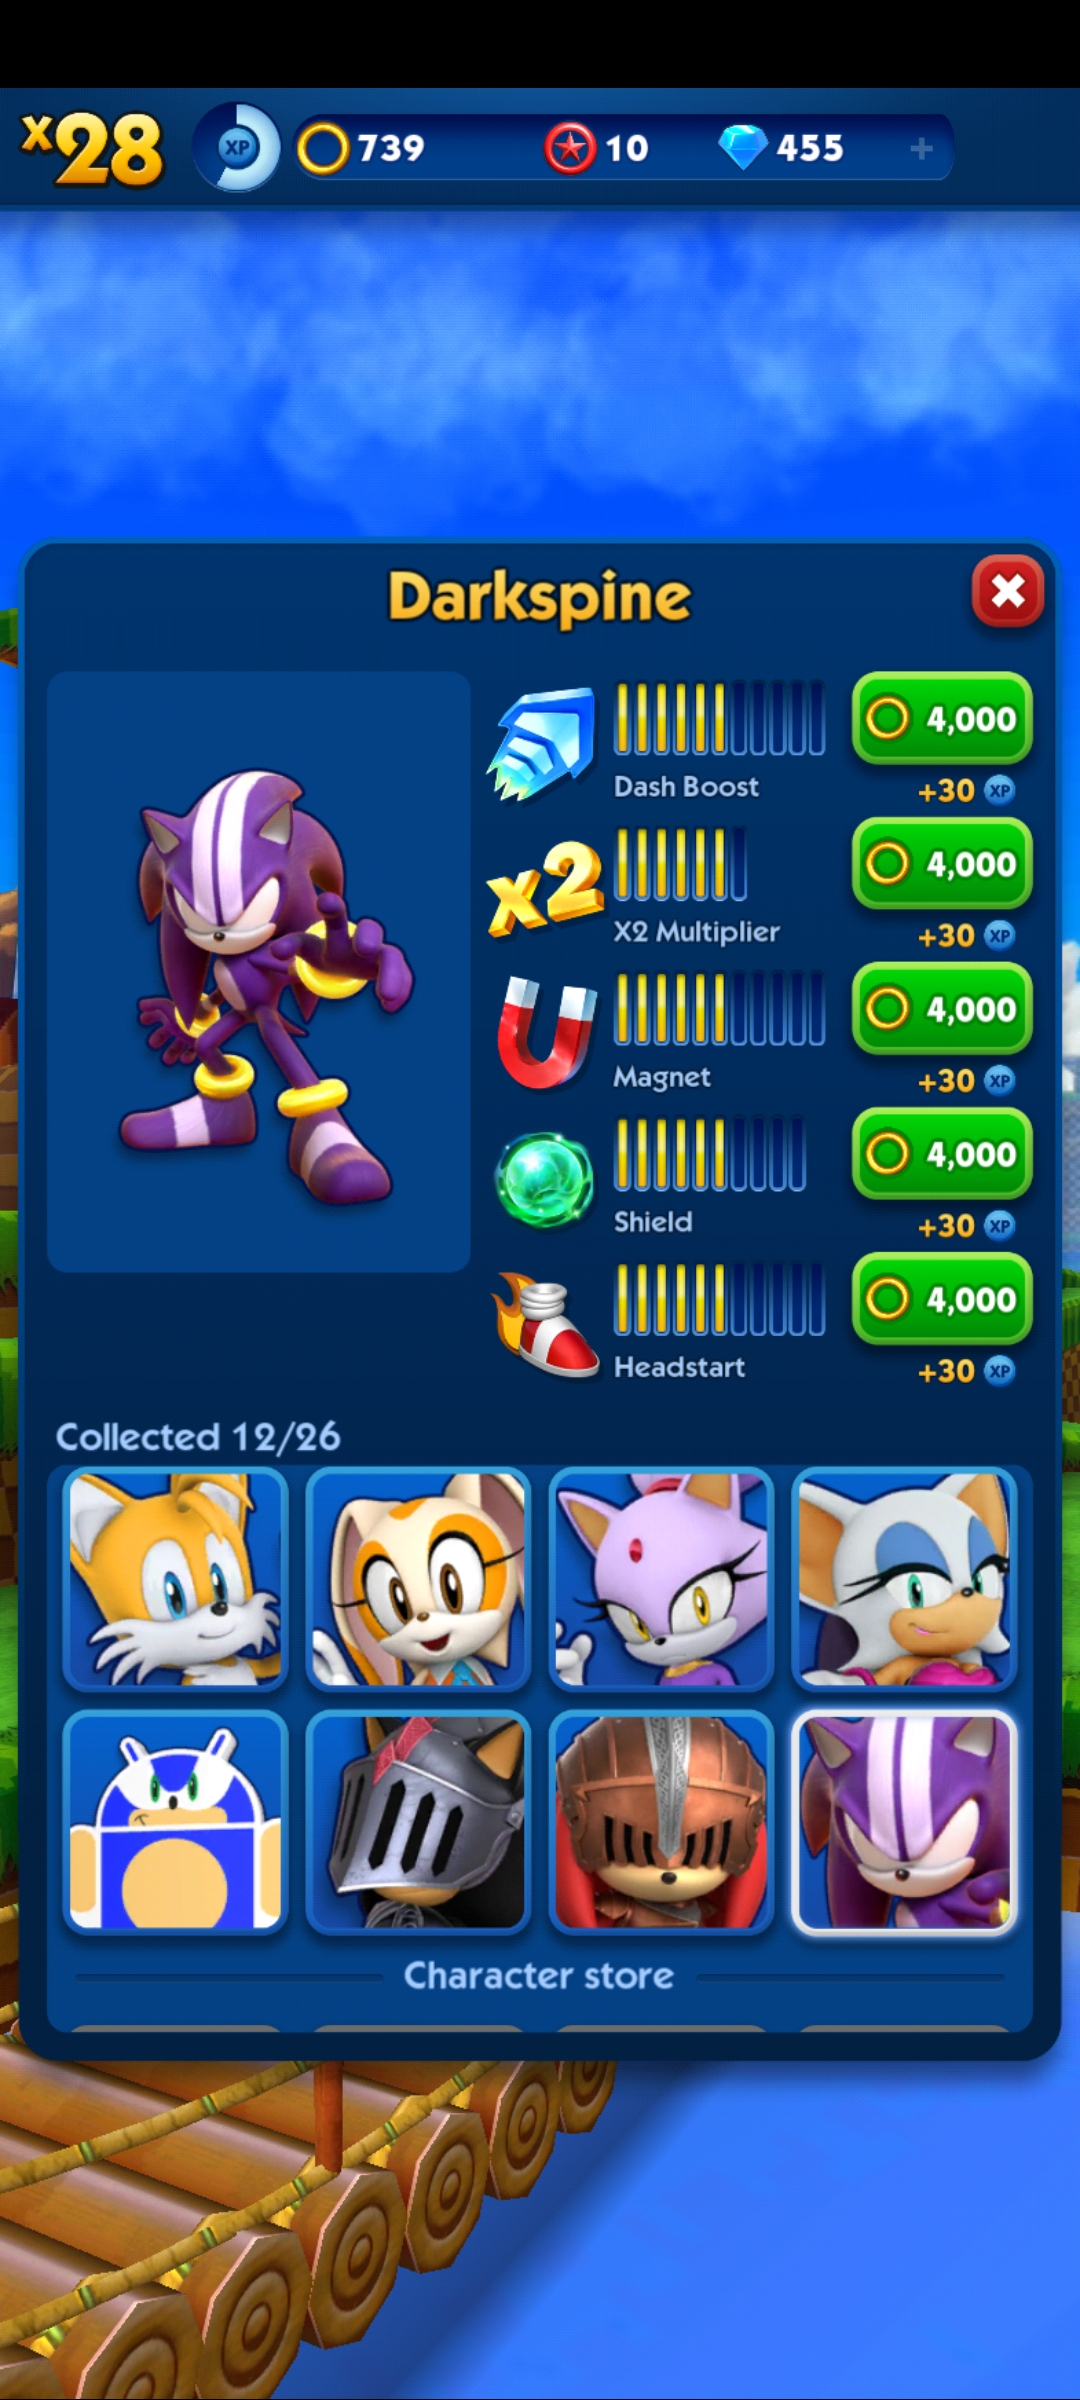 x28 XP 739 10 455 +
Darkspine
4,000
Dash Boost
+30 XP
x2
4,000
X2 Multiplier
+30 XP
4,000
Magnet
+30 XP
4,000
Shield
+30 XP
4,000
Headstart
+30 XP
Collected 12/26
Character store